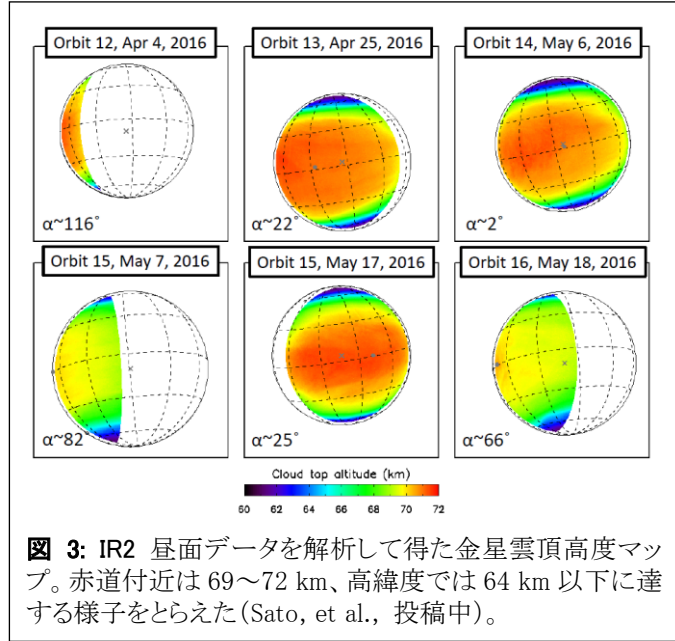 Orbit 12, Apr 4, 2016
Orbit 13, Apr 25, 2016
Orbit 14, May 6, 2016
α~116°
α~22°
α~2°
Orbit 15, May 7, 2016
Orbit 15, May 17, 2016
Orbit 16, May 18, 2016
α~82°
α~25°
α~66°
Cloud top altitude (km)
60 62 64 66 68 70 72
図 3: IR2 昼面データを解析して得た金星雲頂高度マッ
プ。赤道付近は 69～72 km、高緯度では 64 km 以下に達
する様子をとらえた(Sato, et al., 投稿中)。